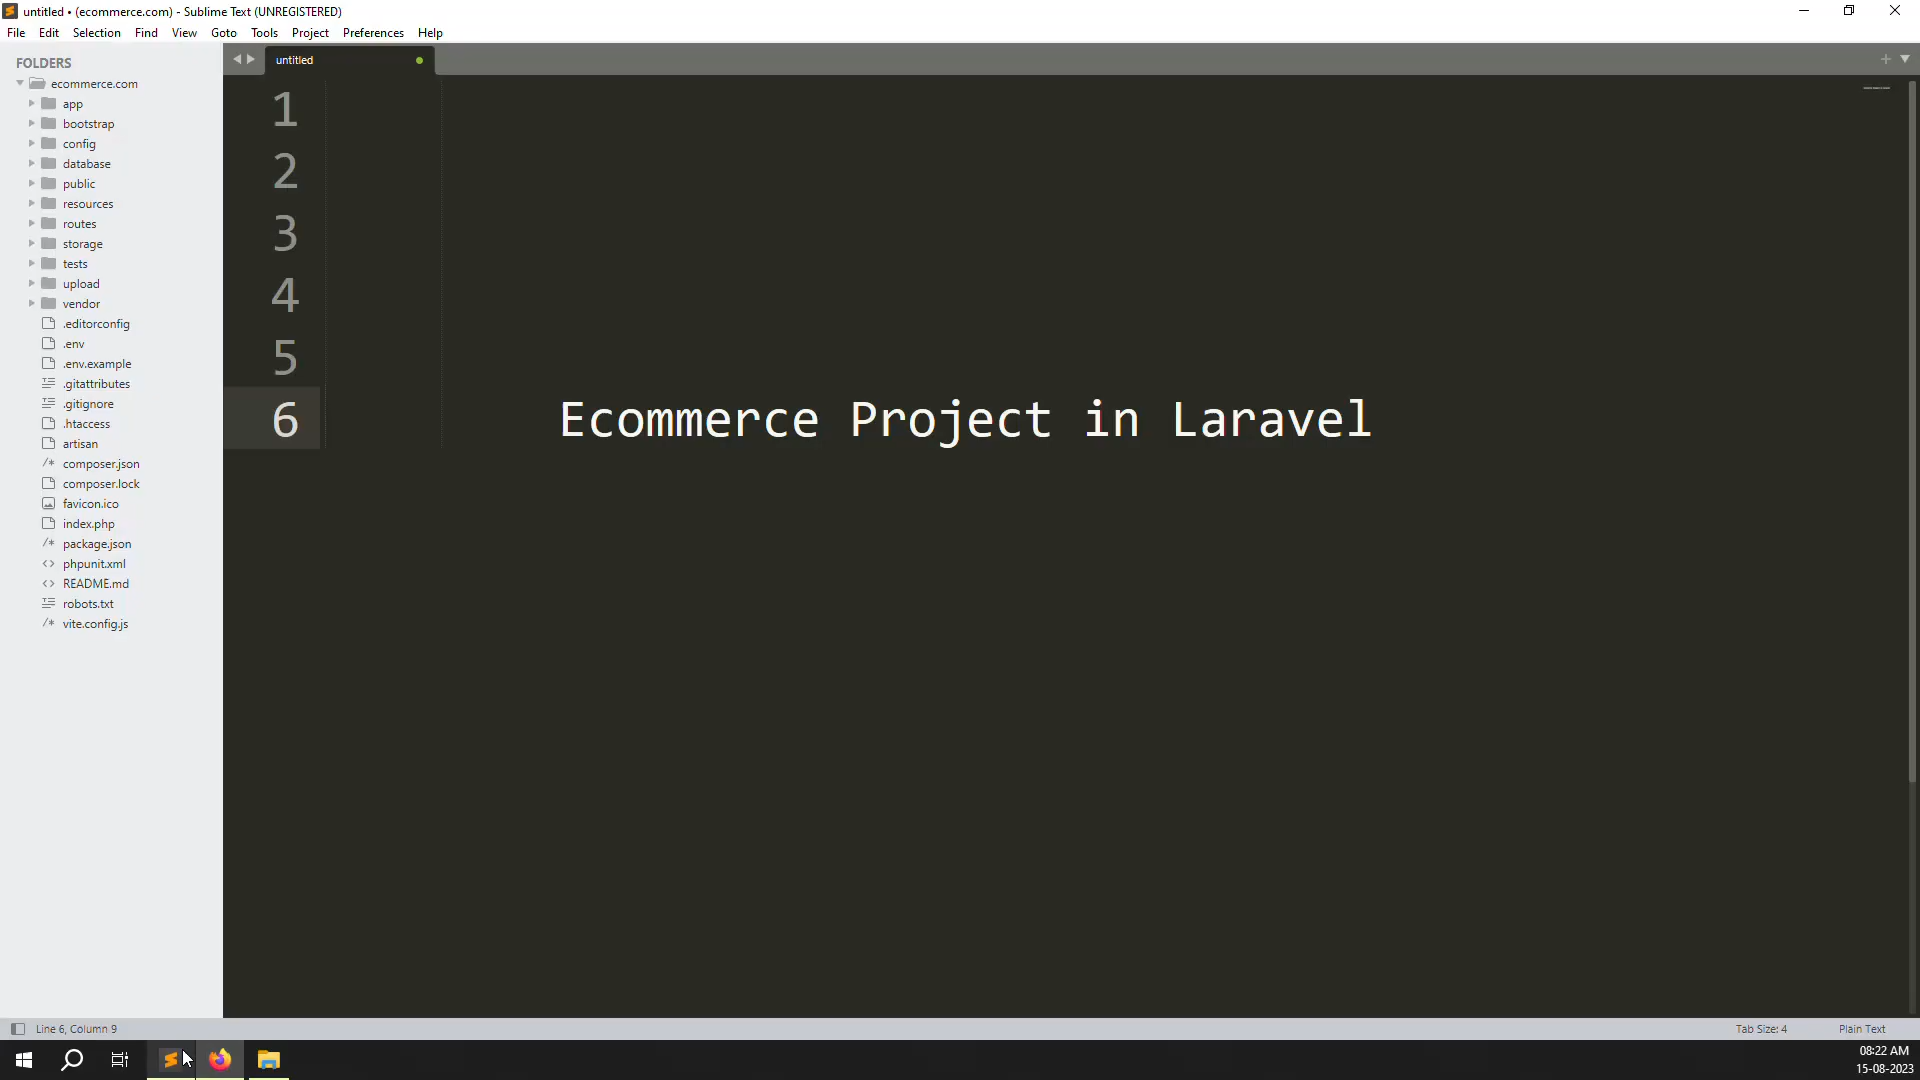 untitled • (ecommerce.com) - Sublime Text (UNREGISTERED)
File Edit Selection Find View Goto Tools Project Preferences Help
FOLDERS
ecommerce.com
app
bootstrap
config
database
public
resources
routes
storage
tests
upload
vendor
.editorconfig
.env
.env.example
.gitattributes
.gitignore
.htaccess
artisan
composer.json
composer.lock
favicon.ico
index.php
package.json
phpunit.xml
README.md
robots.txt
vite.config.js
untitled
1
2
3
4
5
6 Ecommerce Project in Laravel
Line 6, Column 9 Tab Size: 4 Plain Text
08:22 AM
15-08-2023